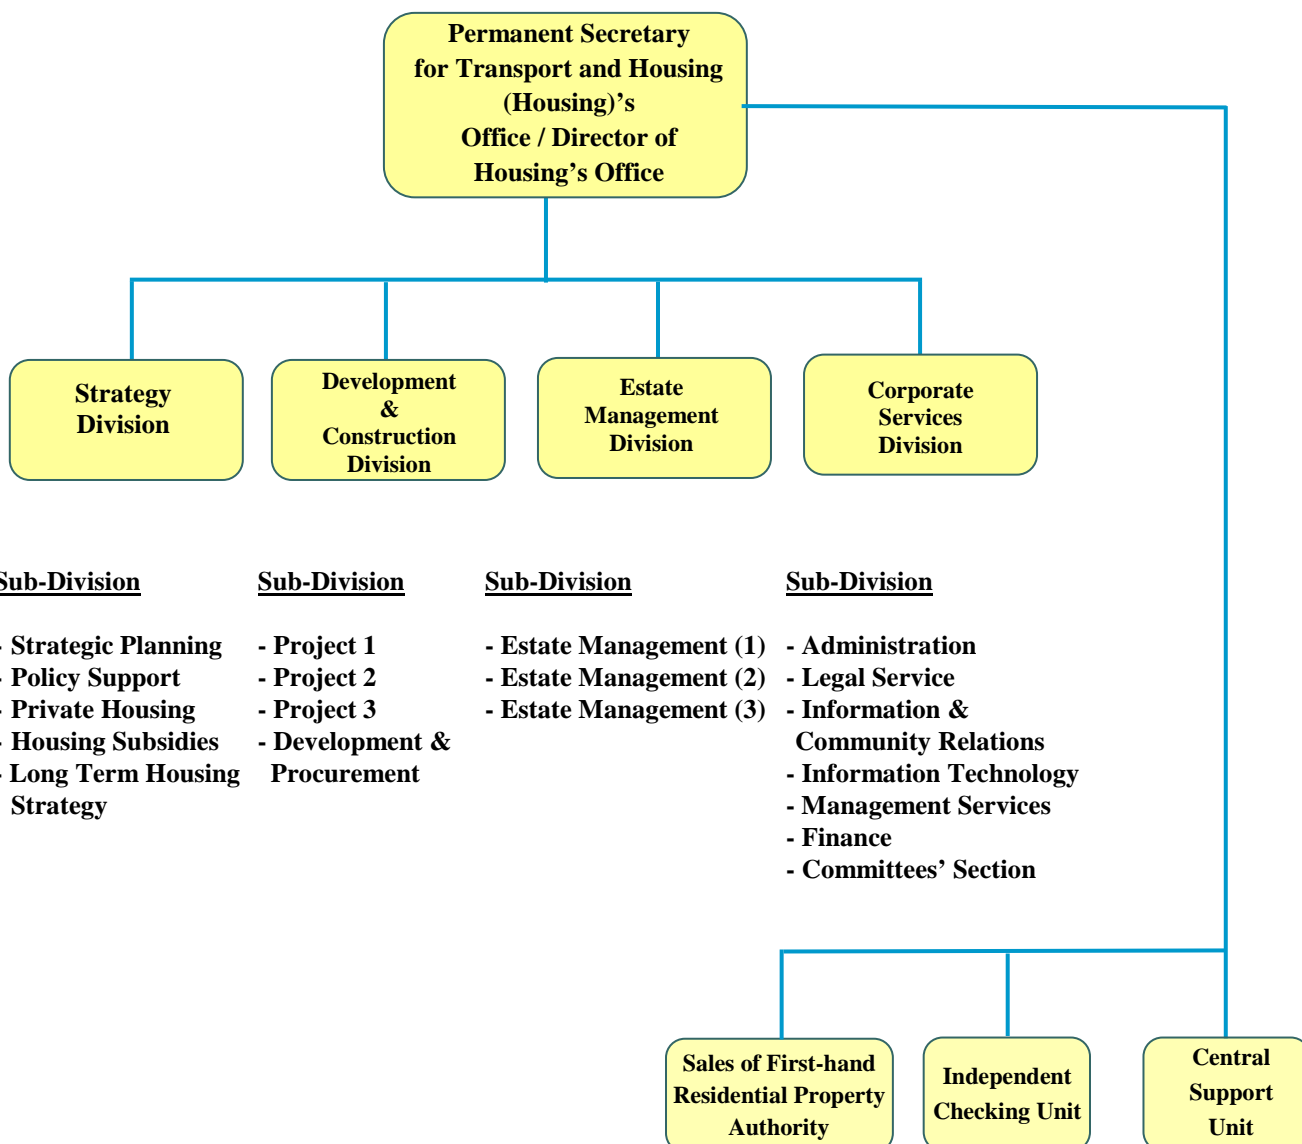 Permanent Secretary
for Transport and Housing
(Housing)’s
Office / Director of
Housing’s Office
Strategy
Division
Development
&
Construction
Division
Estate
Management
Division
Corporate
Services
Division
Sub-Division
- Strategic Planning
- Policy Support
- Private Housing
- Housing Subsidies
- Long Term Housing
Strategy
Sub-Division
- Project 1
- Project 2
- Project 3
- Development &
Procurement
Sub-Division
- Estate Management (1)
- Estate Management (2)
- Estate Management (3)
Sub-Division
- Administration
- Legal Service
- Information &
Community Relations
- Information Technology
- Management Services
- Finance
- Committees’ Section
Sales of First-hand
Residential Property
Authority
Independent
Checking Unit
Central
Support
Unit